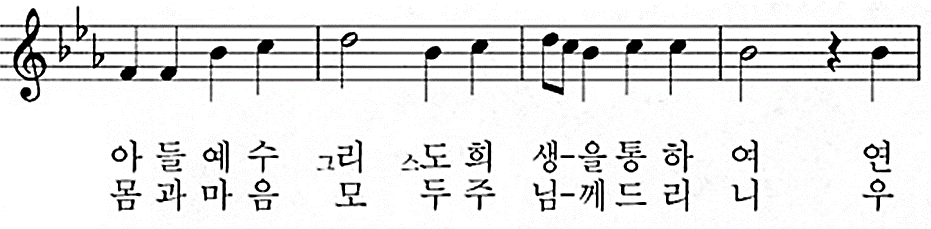 아들예수 그리 스도희 생-을통하 여 연
몸과마음 모 두주 님-께드리 니 우